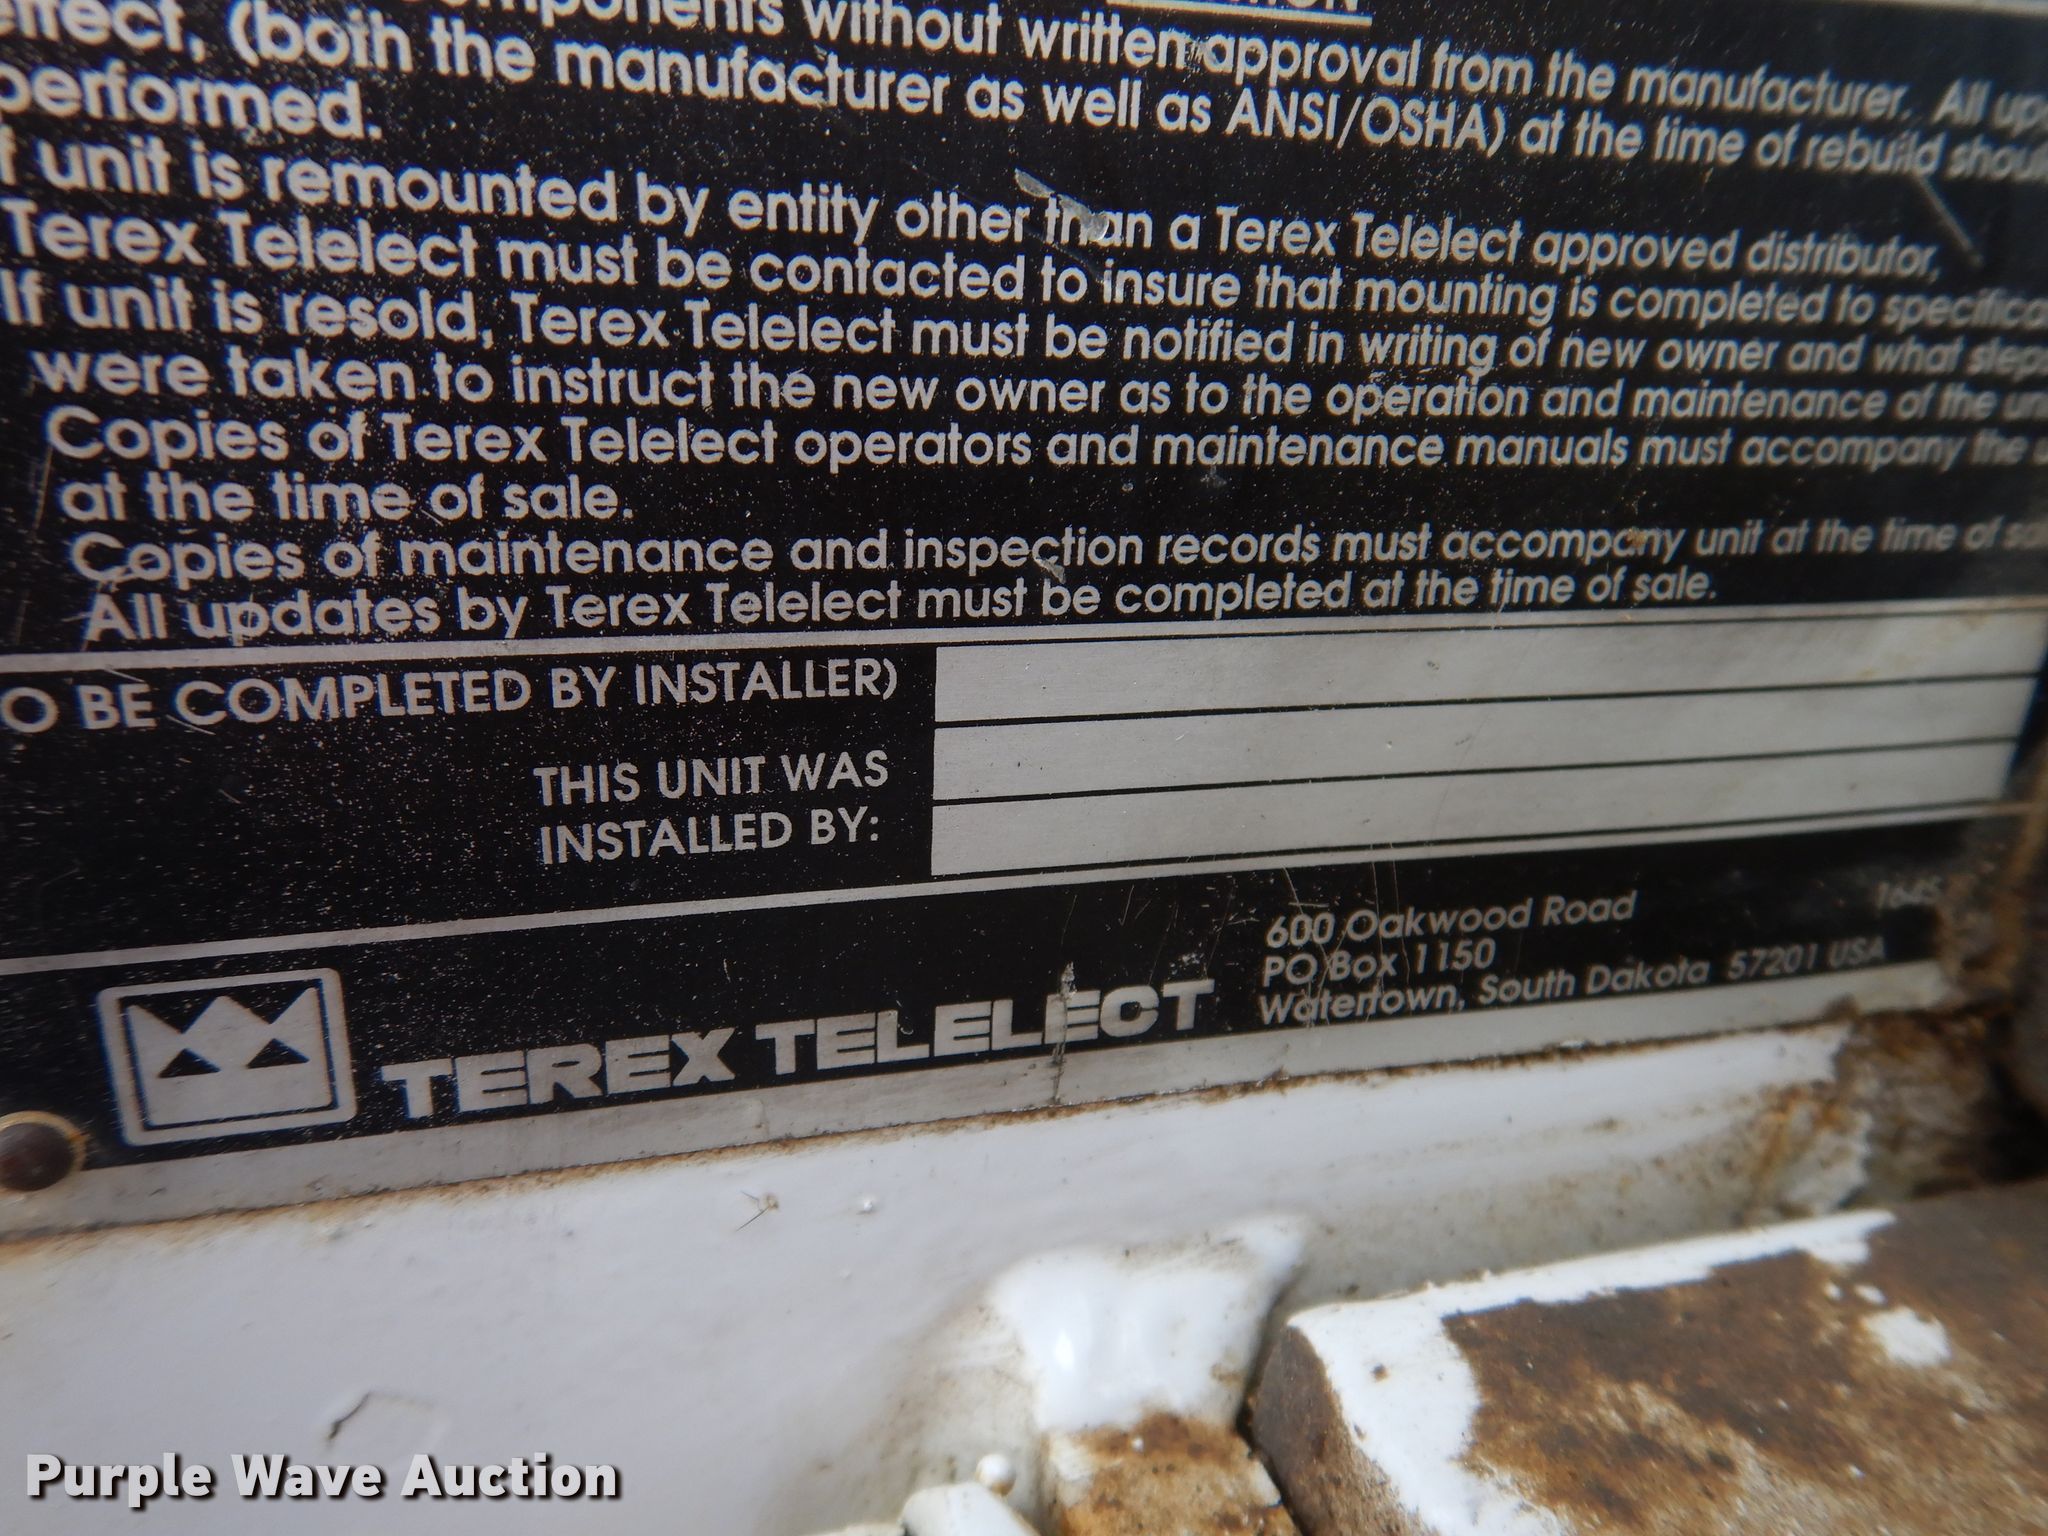 components without written approval from the manufacturer. All
effect, (both the manufacturer as well as ANSI/OSHA) at the time of rebuild should
performed.
unit is remounted by entity other than a Terex Telelect approved distributor,
Terex Telelect must be contacted to insure that mounting is completed to
If unit is resold, Terex Telelect must be notified in writing of new owner and what steps
were taken to instruct the new owner as to the operation and maintenance of the
Copies of Terex Telelect operators and maintenance manuals must accompany the
at the time of sale.
Copies of maintenance and inspection records must accompany unit at the time of
All updates by Terex Telelect must be completed at the time of sale.
O BE COMPLETED BY INSTALLER)
THIS UNIT WAS
INSTALLED BY:
TEREX TELELECT
600 Oakwood Road
PO Box 1150
Watertown, South Dakota 57201 USA
Purple Wave Auction